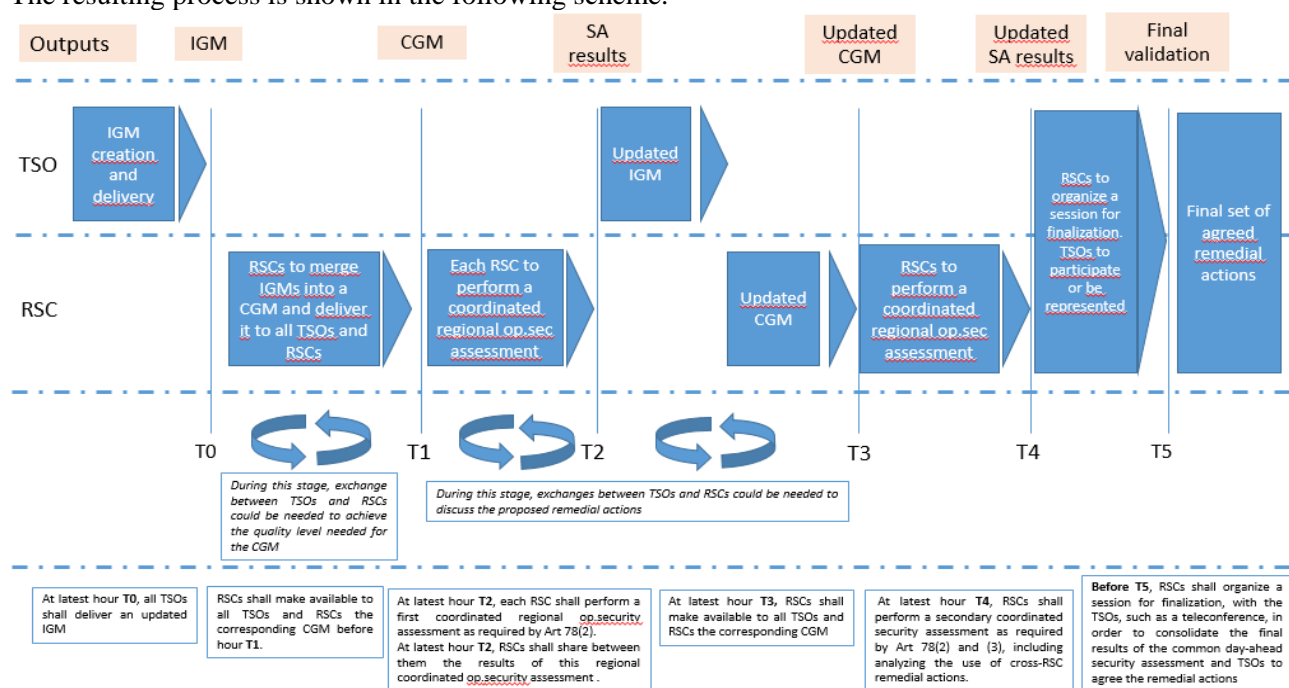 The resulting process is shown in the following scheme.
Outputs
IGM
CGM
SA
results
Updated
CGM
Updated
SA results
Final
validation
TSO
IGM
creation
and
delivery
Updated
IGM
RSCs to
organize a
session for
finalization.
TSOs to
participate
or be
represented
Final set of
agreed
remedial
actions
RSC
RSCs to merge
IGMs into a
CGM and deliver
it to all TSOs and
RSCs
Each RSC to
perform a
coordinated
regional op.sec
assessment
Updated
CGM
RSCs to
perform a
coordinated
regional op.sec
assessment
T0
T1
T2
T3
T4
T5
During this stage, exchange
between TSOs and RSCs
could be needed to achieve
the quality level needed for
the CGM
During this stage, exchanges between TSOs and RSCs could be needed to
discuss the proposed remedial actions
At latest hour T0, all TSOs
shall deliver an updated
IGM
RSCs shall make available to
all TSOs and RSCs the
corresponding CGM before
hour T1.
At latest hour T2, each RSC shall perform a
first coordinated regional op.security
assessment as required by Art 78(2).
At latest hour T2, RSCs shall share between
them the results of this regional
coordinated op.security assessment .
At latest hour T3, RSCs shall
make available to all TSOs and
RSCs the corresponding CGM
At latest hour T4, RSCs shall
perform a secondary coordinated
security assessment as required
by Art 78(2) and (3), including
analyzing the use of cross-RSC
remedial actions.
Before T5, RSCs shall organize a
session for finalization, with the
TSOs, such as a teleconference, in
order to consolidate the final
results of the common day-ahead
security assessment and TSOs to
agree the remedial actions